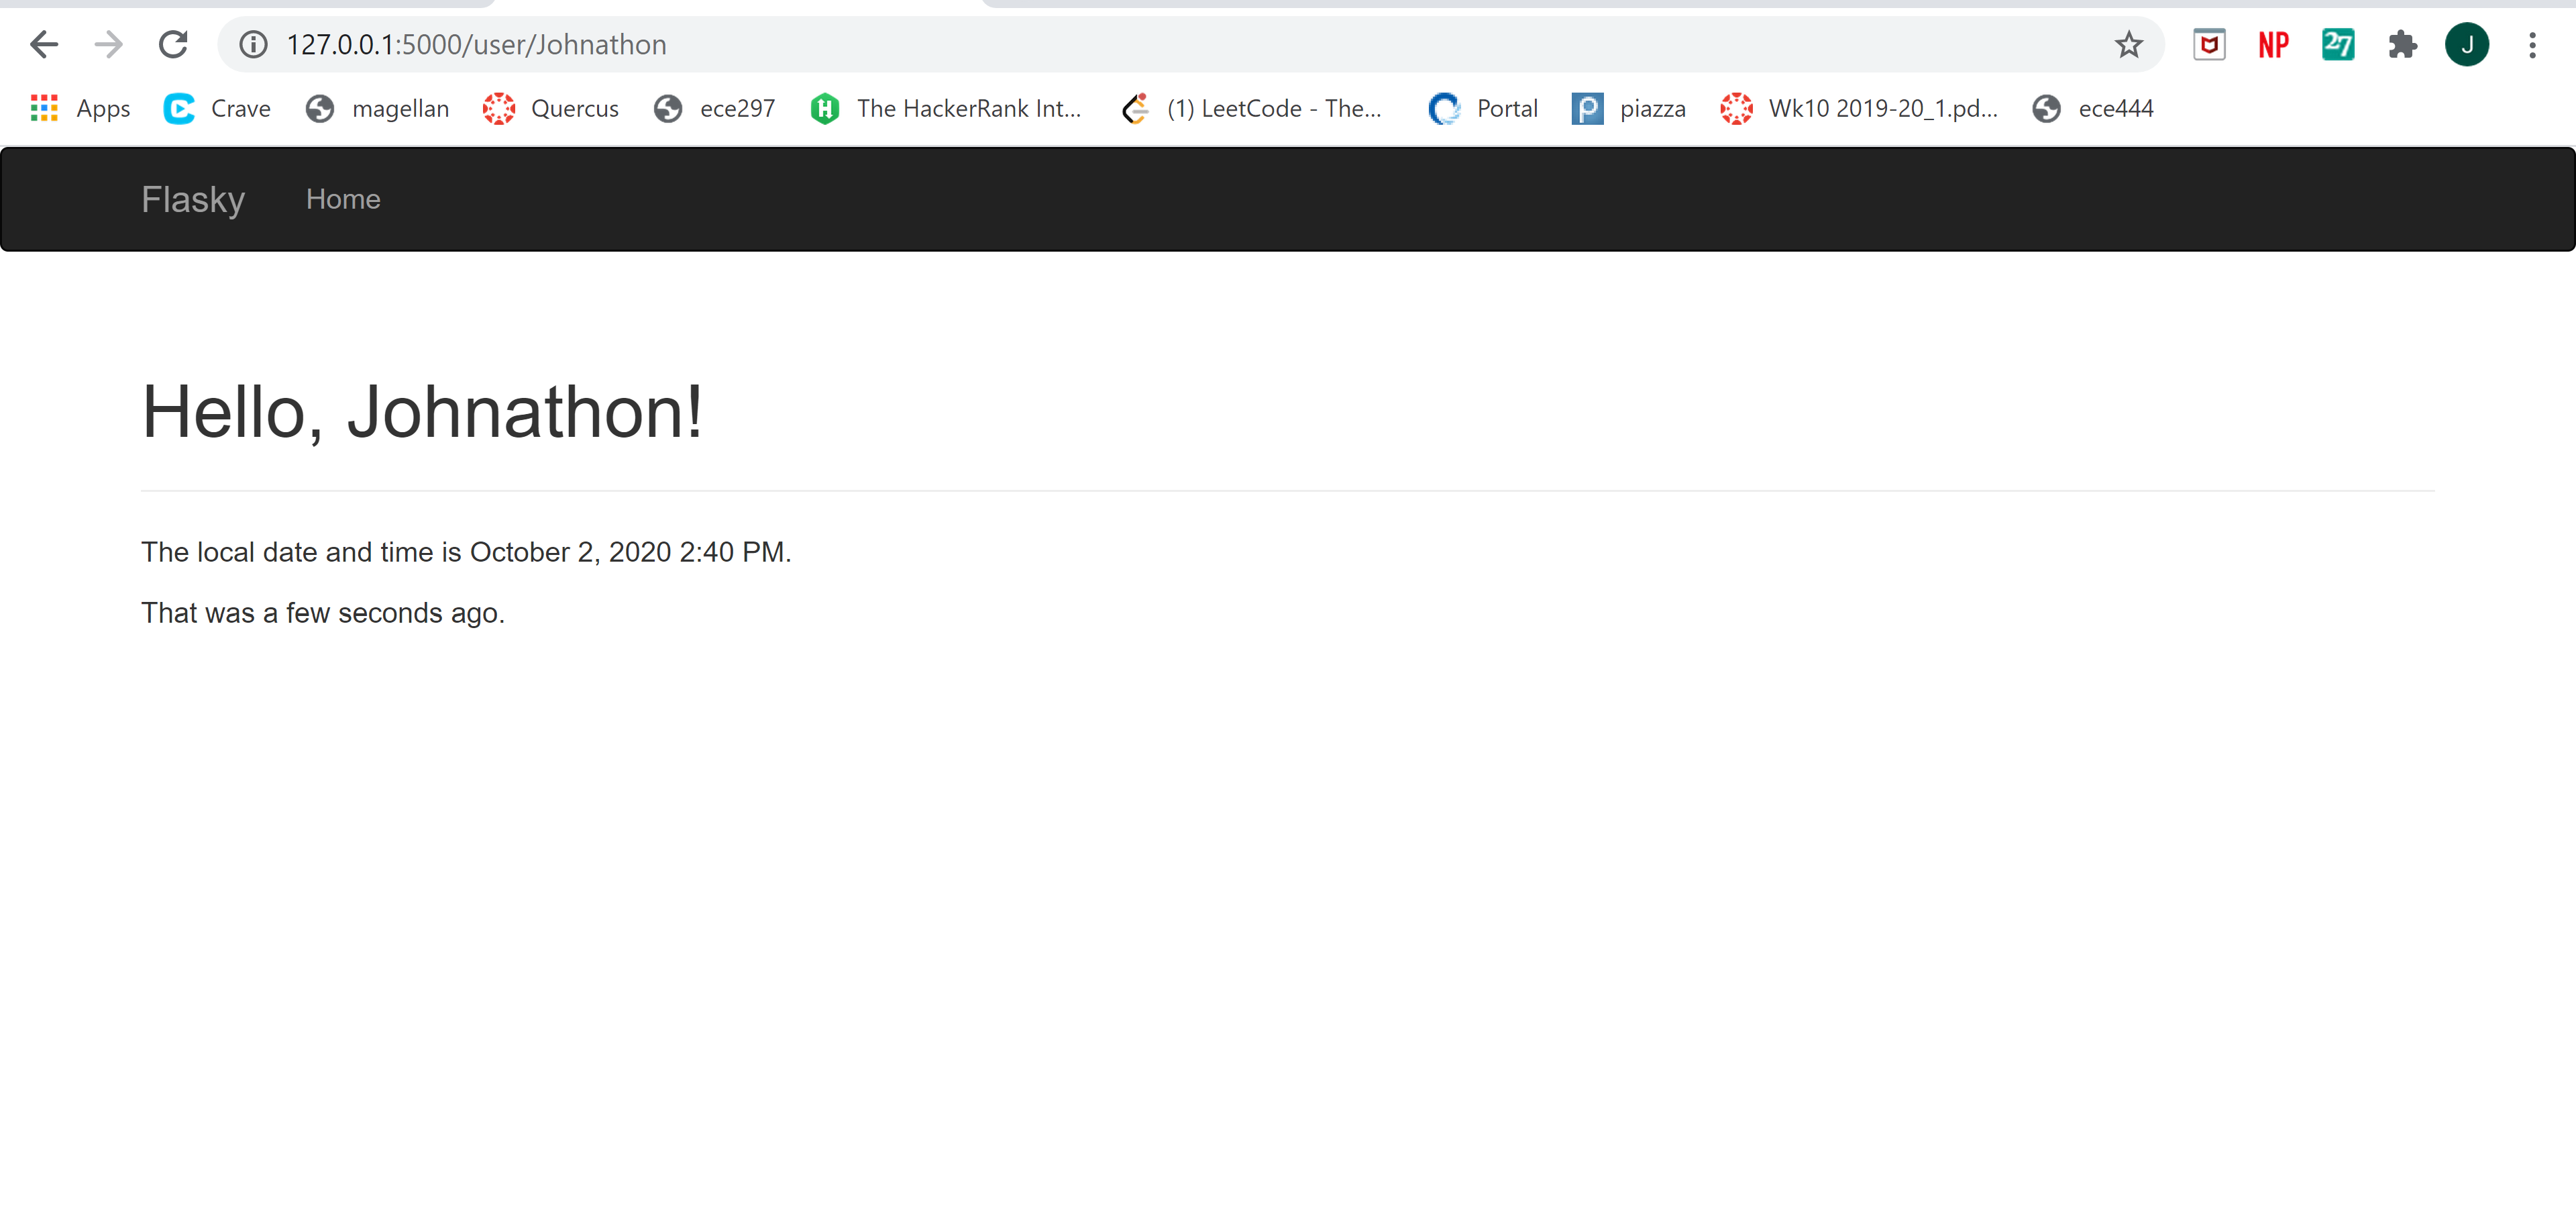 127.0.0.1:5000/user/Johnathon
NP 27 J
Apps Crave magellan Quercus ece297 The HackerRank Int... (1) LeetCode - The... Portal piazza Wk10 2019-20_1.pd... ece444
Flasky Home
Hello, Johnathon!
The local date and time is October 2, 2020 2:40 PM.
That was a few seconds ago.